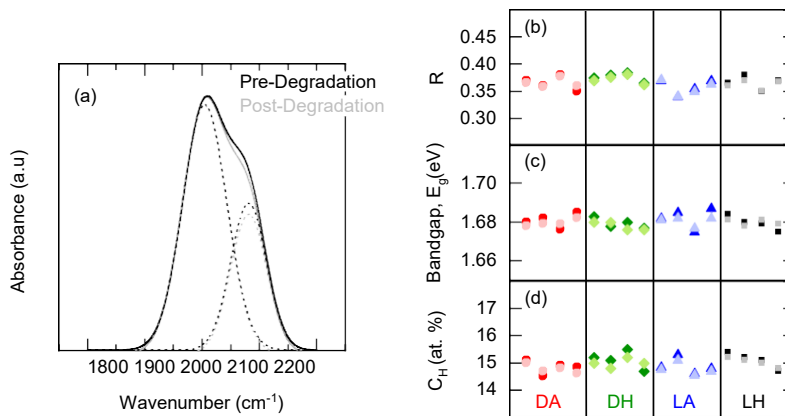 (a)
Pre-Degradation
Post-Degradation
Absorbance (a.u)
1800 1900 2000 2100 2200
Wavenumber (cm⁻¹)
(b)
0.45
0.40
0.35
0.30
R
(c)
1.70
1.68
1.66
Bandgap, E_g(eV)
(d)
17
16
15
14
C_H (at. %)
DA DH LA LH